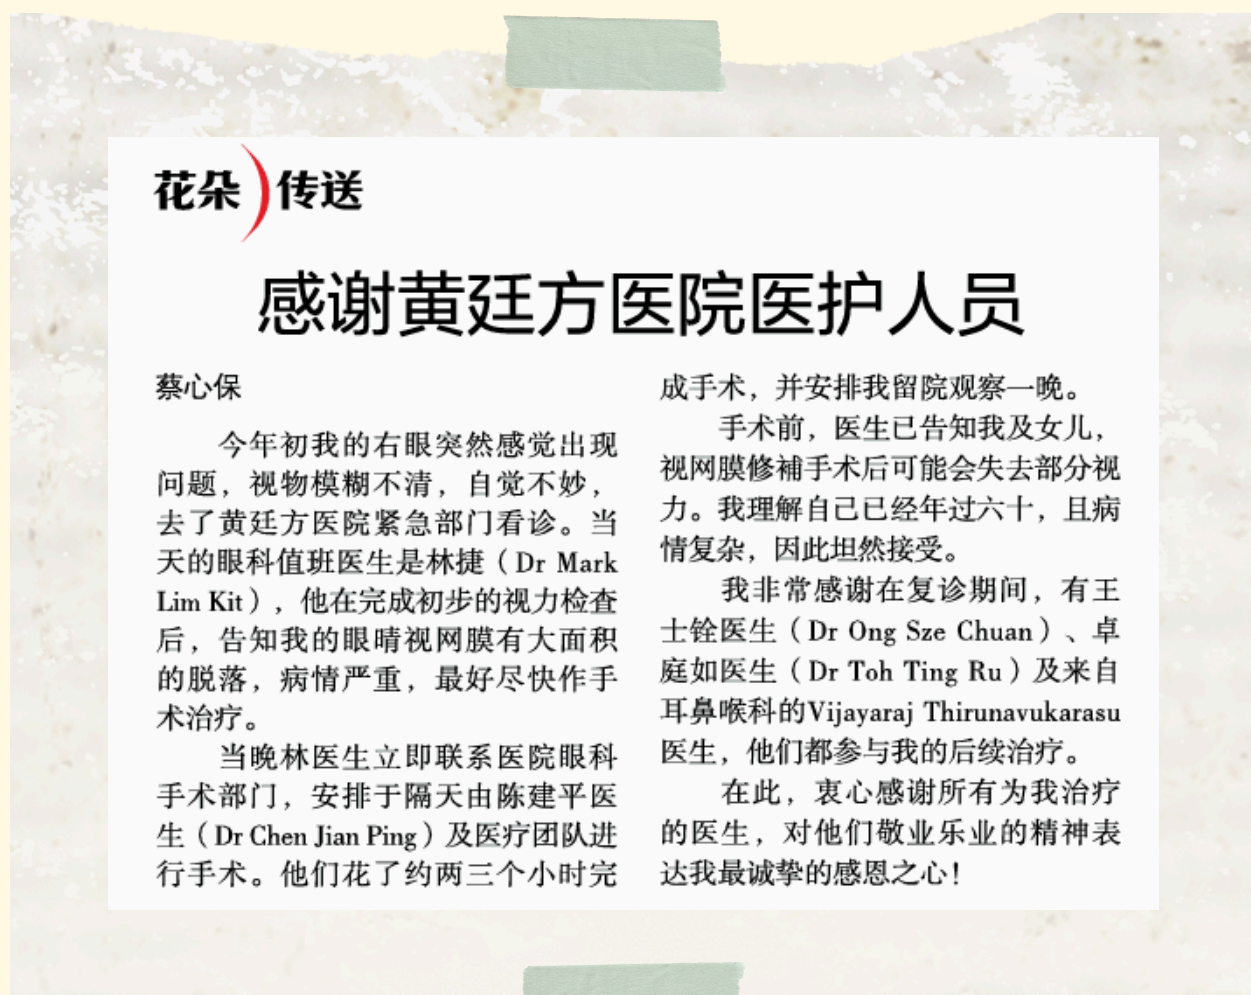 花朵 传送
感谢黄廷方医院医护人员
蔡心保
今年初我的右眼突然感觉出现
问题，视物模糊不清，自觉不妙，
去了黄廷方医院紧急部门看诊。当
天的眼科值班医生是林捷（Dr Mark
Lim Kit），他在完成初步的视力检查
后，告知我的眼睛视网膜有大面积
的脱落，病情严重，最好尽快作手
术治疗。
当晚林医生立即联系医院眼科
手术部门，安排于隔天由陈建平医
生（Dr Chen Jian Ping）及医疗团队进
行手术。他们花了约两三个小时完
成手术，并安排我留院观察一晚。
手术前，医生已告知我及女儿，
视网膜修補手术后可能会失去部分视
力。我理解自己已经年过六十，且病
情复杂，因此坦然接受。
我非常感谢在复诊期间，有王
士铨医生（Dr Ong Sze Chuan）、卓
庭如医生（Dr Toh Ting Ru）及来自
耳鼻喉科的Vijayaraj Thirunavukarasu
医生，他们都参与我的后续治疗。
在此，衷心感谢所有为我治疗
的医生，对他们敬业乐业的精神表
达我最诚挚的感恩之心！